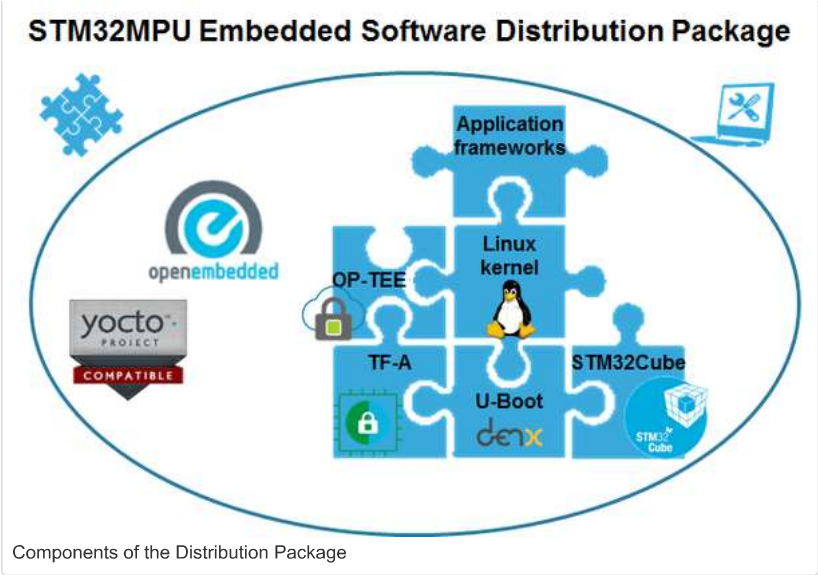 STM32MPU Embedded Software Distribution Package
Application
frameworks
openembedded
yocto
PROJECT
COMPATIBLE
OP-TEE
Linux
kernel
TF-A
U-Boot
denx
STM32Cube
STM32
Cube
Components of the Distribution Package